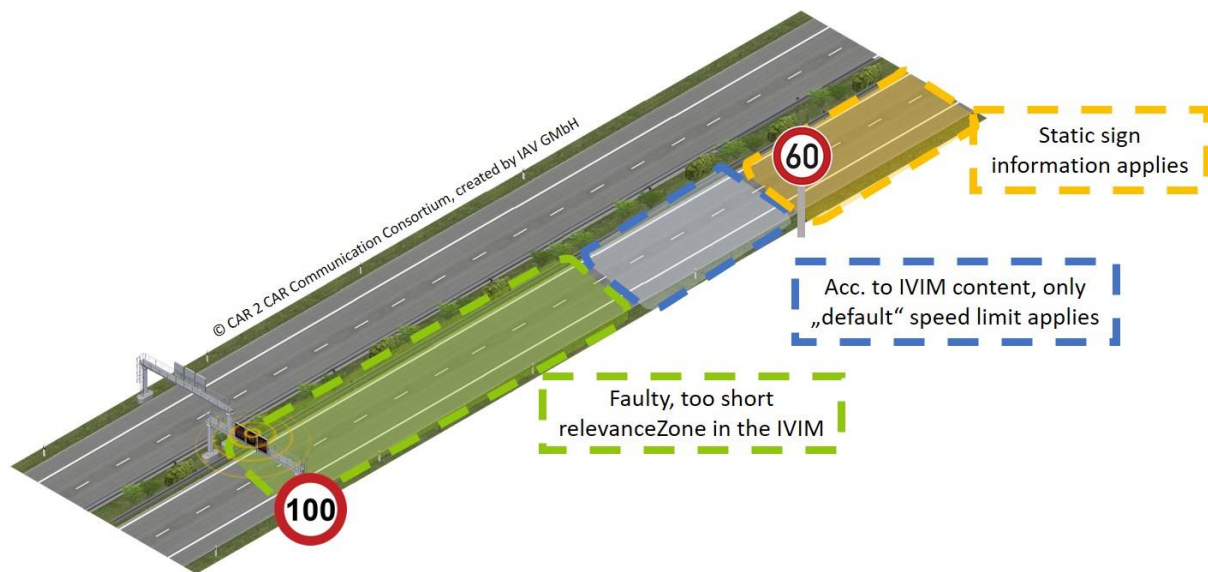 © CAR 2 CAR Communication Consortium, created by IAV GMbH
60
Static sign
information applies
Acc. to IVIM content, only
„default“ speed limit applies
Faulty, too short
relevanceZone in the IVIM
100